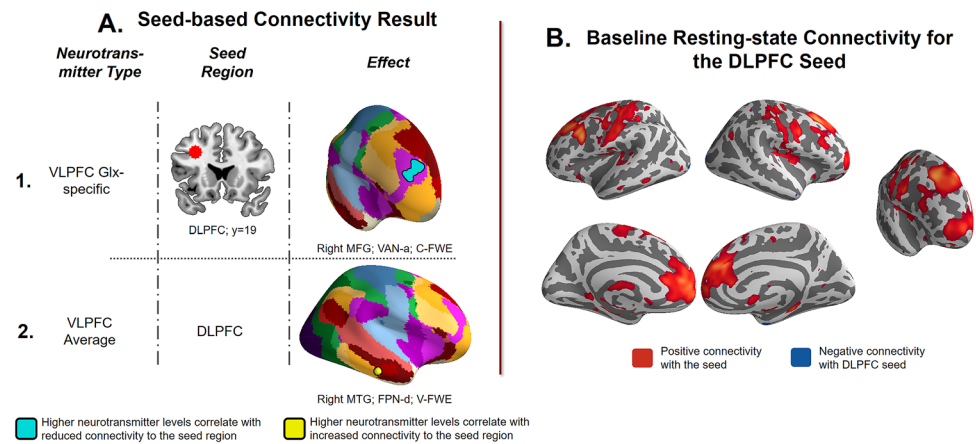 A. Seed-based Connectivity Result
Neurotrans-
mitter Type
Seed
Region
Effect
1.
VLPFC Glx-
specific
DLPFC; y=19
Right MFG; VAN-a; C-FWE
2.
VLPFC
Average
DLPFC
Right MTG; FPN-d; V-FWE
Higher neurotransmitter levels correlate with
reduced connectivity to the seed region
Higher neurotransmitter levels correlate with
increased connectivity to the seed region
B. Baseline Resting-state Connectivity for
the DLPFC Seed
Positive connectivity
with the seed
Negative connectivity
with DLPFC seed